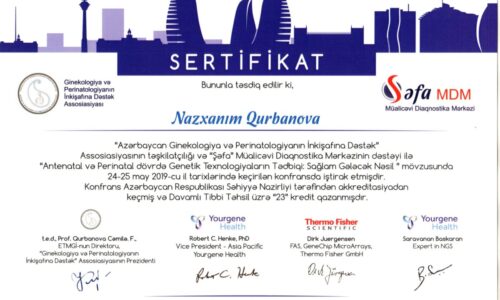 SERTİFİKAT
Ginekologiya və
Perinatologiyanın
İnkişafına Dəstək
Assosiasiyası
Bununla təsdiq edilir ki,
Şəfa MDM
Müalicəvi Diaqnostika Mərkəzi
Nazxanım Qurbanova
"Azərbaycan Ginekologiya və Perinatologiyanın İnkişafına Dəstək"
Assosiasiyasının təşkilatçılığı və "Şəfa" Müalicəvi Diaqnostika Mərkəzinin dəstəyi ilə
"Antenatal və Perinatal dövrdə Genetik Texnologiyaların Tədbiqi: Sağlam Gələcək Nəsil " mövzusunda
24-25 may 2019-cu il tarixlərində keçirilən konfransda iştirak etmişdir.
Konfrans Azərbaycan Respublikası Səhiyyə Nazirliyi tərəfindən akkreditasiyadan
keçmiş və Davamlı Tibbi Təhsil üzrə "23" kredit qazanmışdır.
t.e.d., Prof. Qurbanova Cəmilə. F.,
ETMGİ-nun Direktoru,
"Ginekologiya və Perinatologiyanın
İnkişafına Dəstək" Assosiasiyasının Prezidenti
Yourgene
Health
Robert C. Henke, PhD
Vice President - Asia Pacific
Yourgene Health
Thermo Fisher
SCIENTIFIC
Dirk Juergensen
FAS, GeneChip MicroArrays,
Thermo Fisher GmbH
Yourgene
Health
Saravanan Baskaran
Expert in NGS